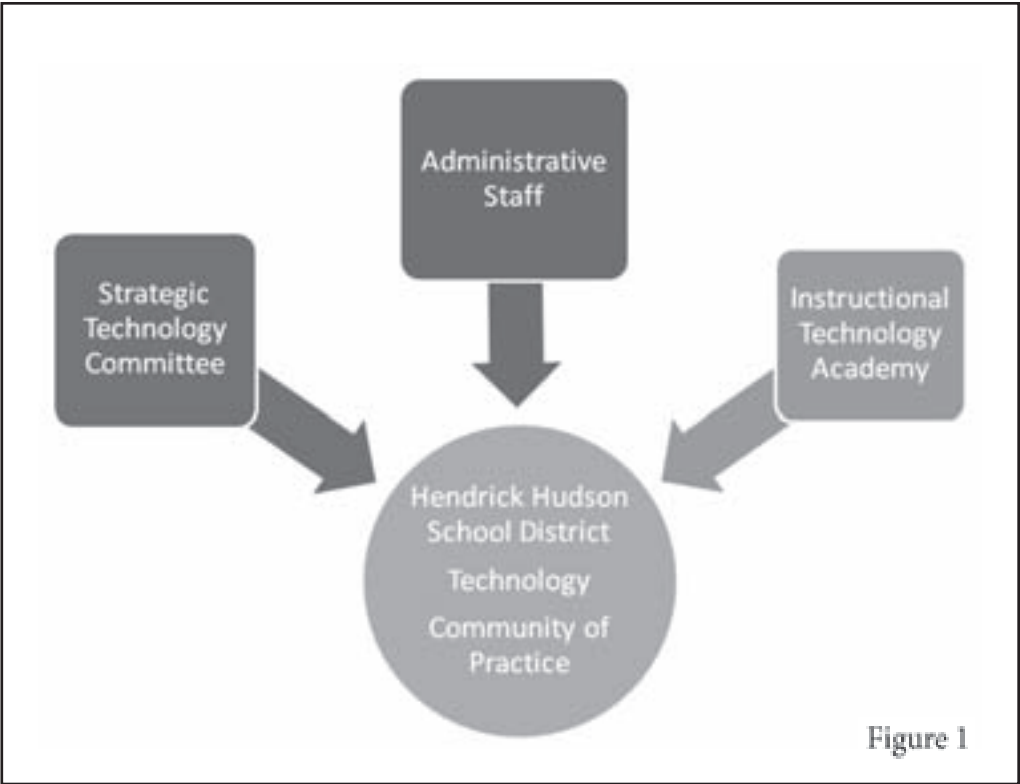 Administrative
Staff
Strategic
Technology
Committee
Instructional
Technology
Academy
Hendrick Hudson
School District
Technology
Community of
Practice
Figure 1